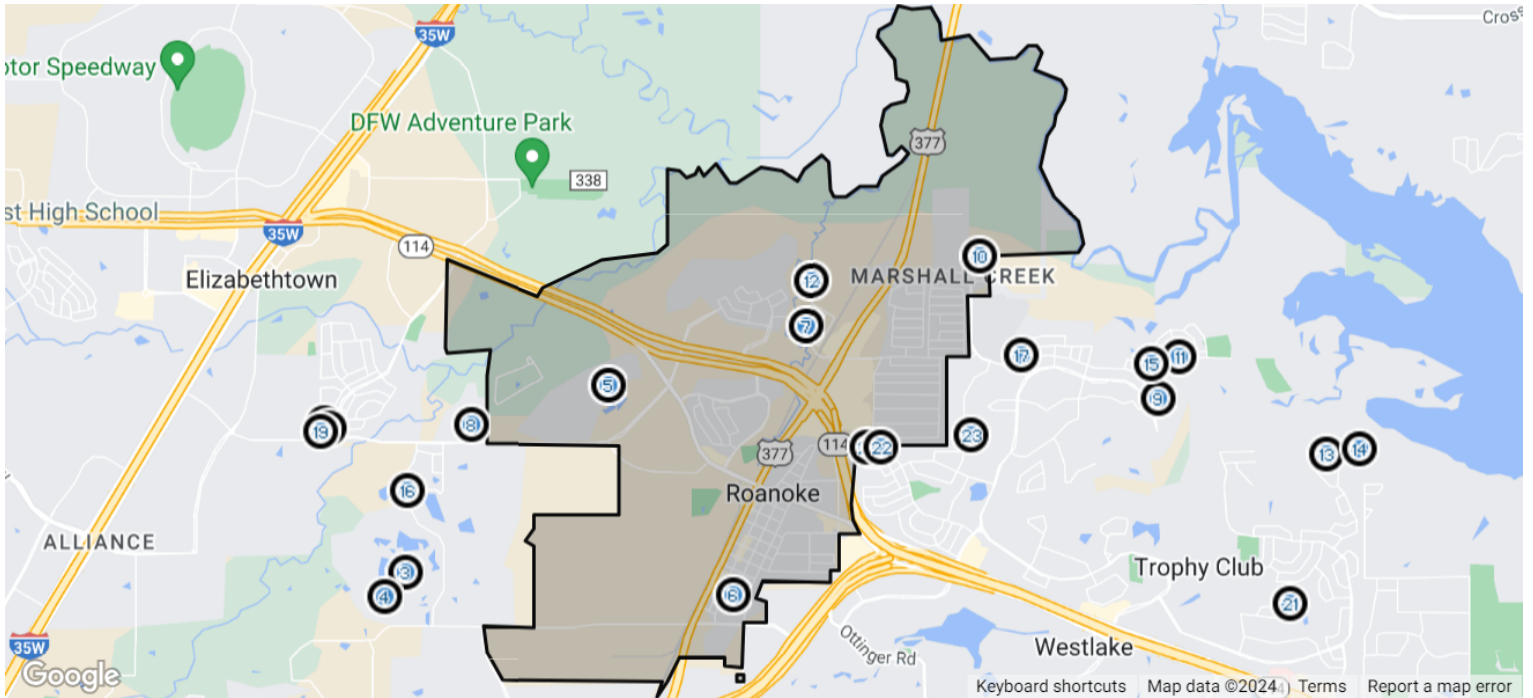 Cross
35W
otor Speedway
DFW Adventure Park
377
338
st High School
35W
114
10
Elizabethtown
12
MARSHALL CREEK
7
17
15
11
5
9
8
19
23
22
114
377
14
13
16
Roanoke
ALLIANCE
3
Trophy Club
4
6
21
35W
Ottinger Rd
Westlake
Google
Keyboard shortcuts
Map data ©2024
Terms
Report a map error